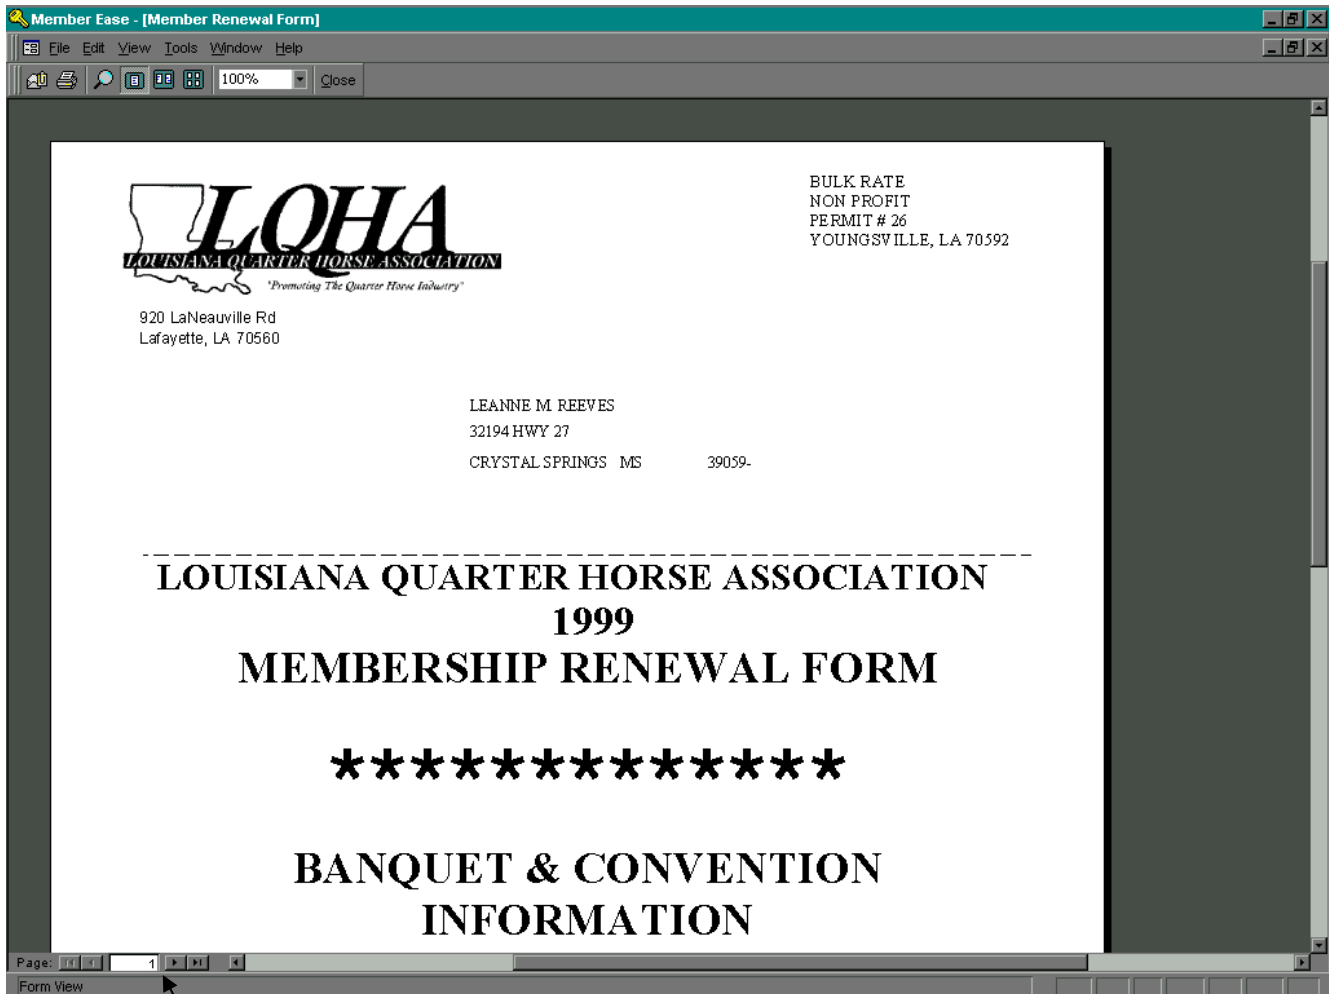 Member Ease - [Member Renewal Form]
File Edit View Tools Window Help
100% Close
LQHA
LOUISIANA QUARTER HORSE ASSOCIATION
"Promoting The Quarter Horse Industry"
920 LaNeauville Rd
Lafayette, LA 70560
BULK RATE
NON PROFIT
PERMIT # 26
YOUNGSVILLE, LA 70592
LEANNE M REEVES
32194 HWY 27
CRYSTAL SPRINGS MS 39059-
LOUISIANA QUARTER HORSE ASSOCIATION
1999
MEMBERSHIP RENEWAL FORM
*************
BANQUET & CONVENTION
INFORMATION
Page: 1
Form View